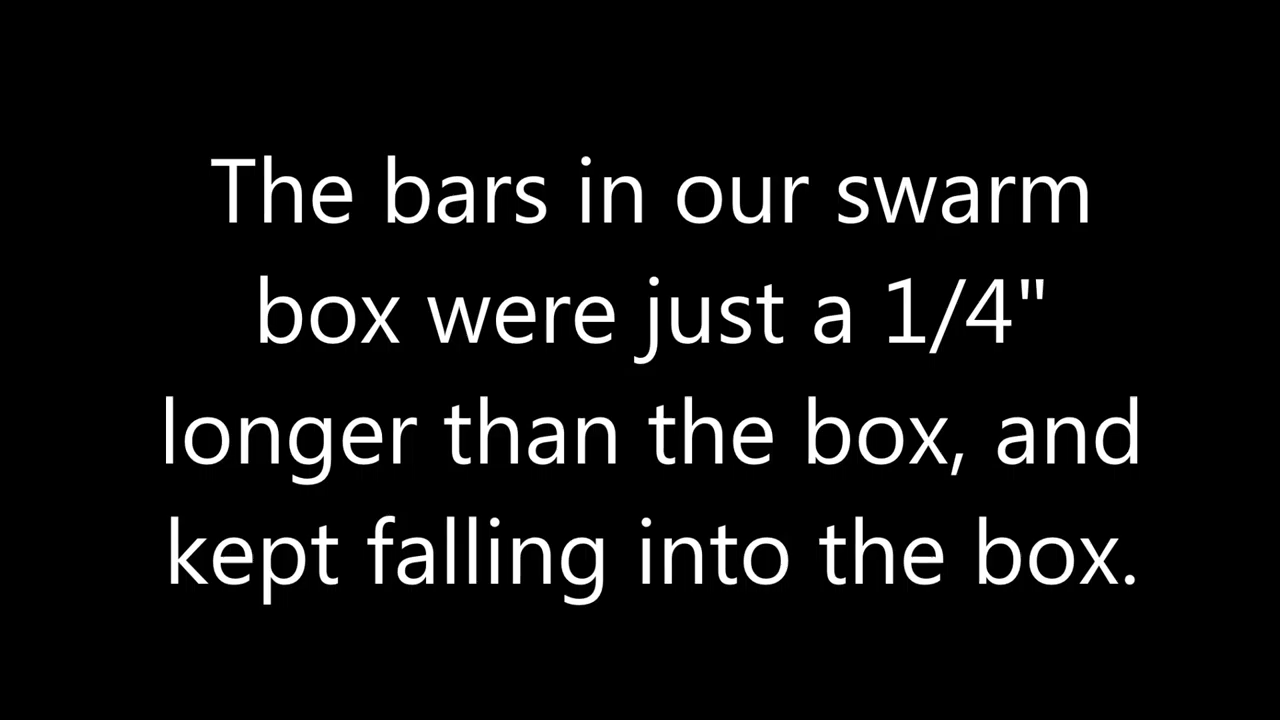 The bars in our swarm
box were just a 1/4"
longer than the box, and
kept falling into the box.